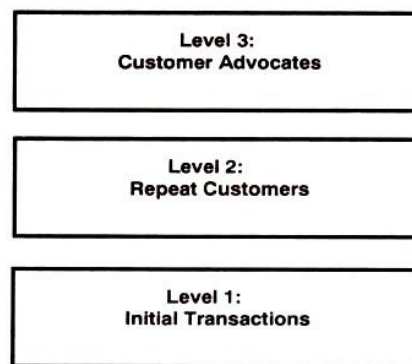 Level 3:
Customer Advocates
Level 2:
Repeat Customers
Level 1:
Initial Transactions